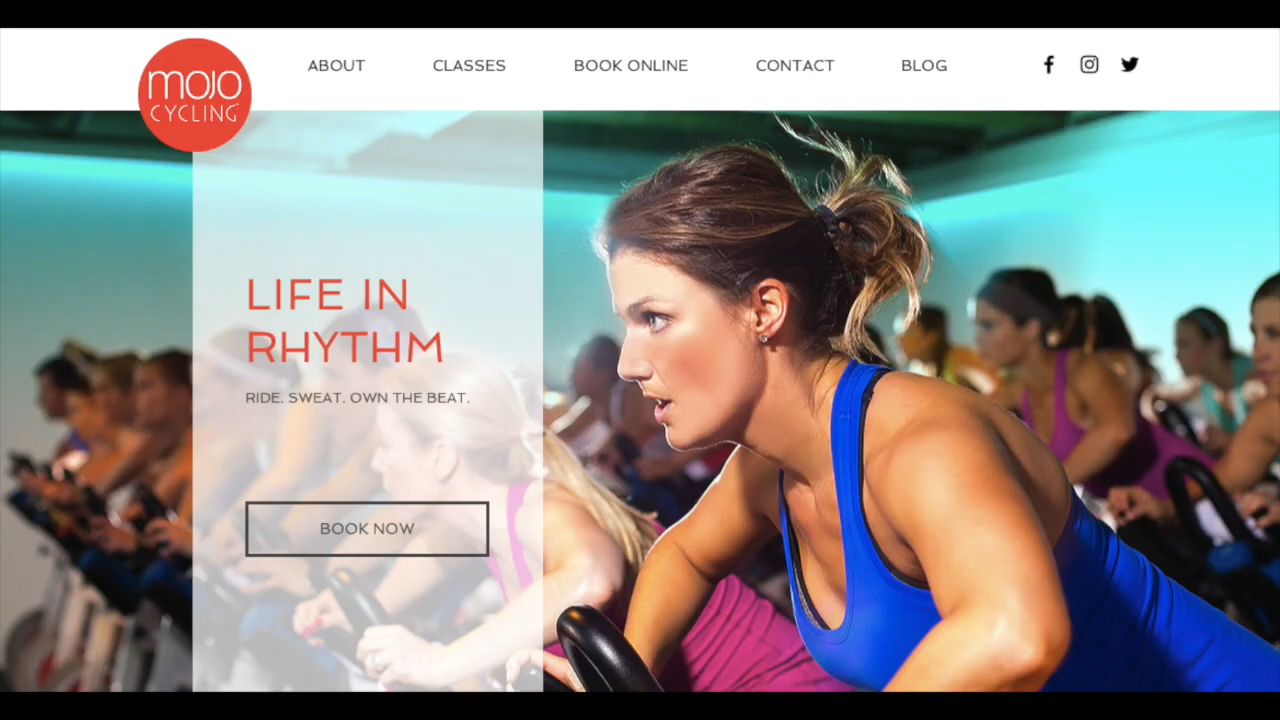 mojo
CYCLING
ABOUT CLASSES BOOK ONLINE CONTACT BLOG
LIFE IN
RHYTHM
RIDE. SWEAT. OWN THE BEAT.
BOOK NOW